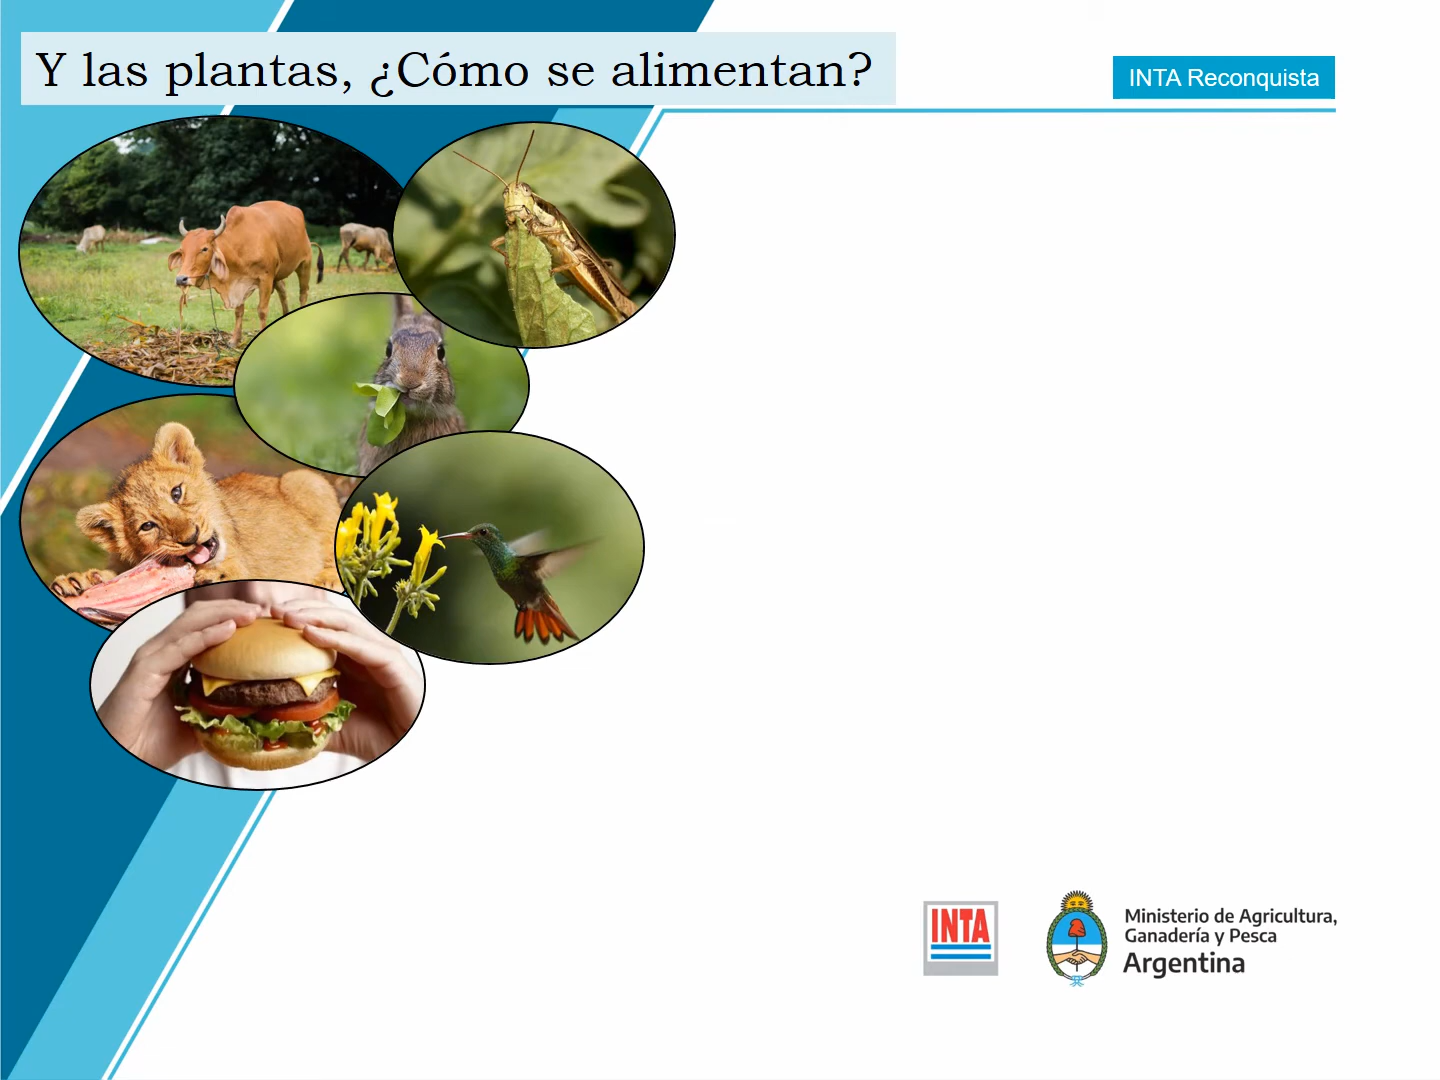 Y las plantas, ¿Cómo se alimentan?
INTA Reconquista
INTA
Ministerio de Agricultura,
Ganadería y Pesca
Argentina